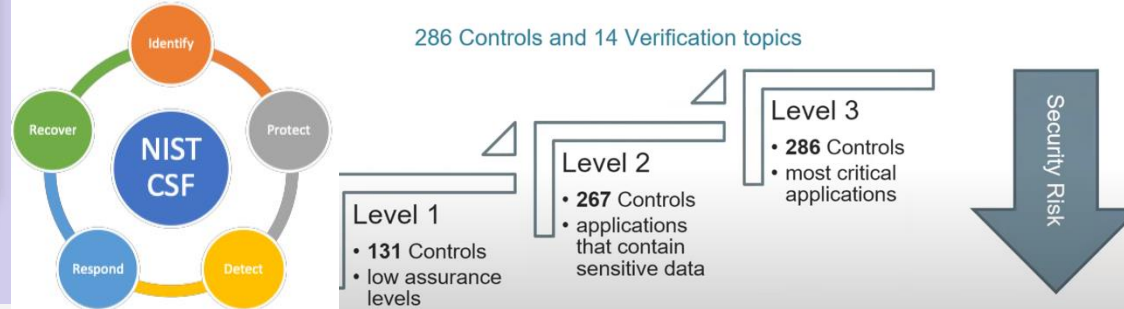 Identify
Recover
Protect
NIST
CSF
Respond
Detect
286 Controls and 14 Verification topics
Level 1
• 131 Controls
• low assurance
levels
Level 2
• 267 Controls
• applications
that contain
sensitive data
Level 3
• 286 Controls
• most critical
applications
Security Risk